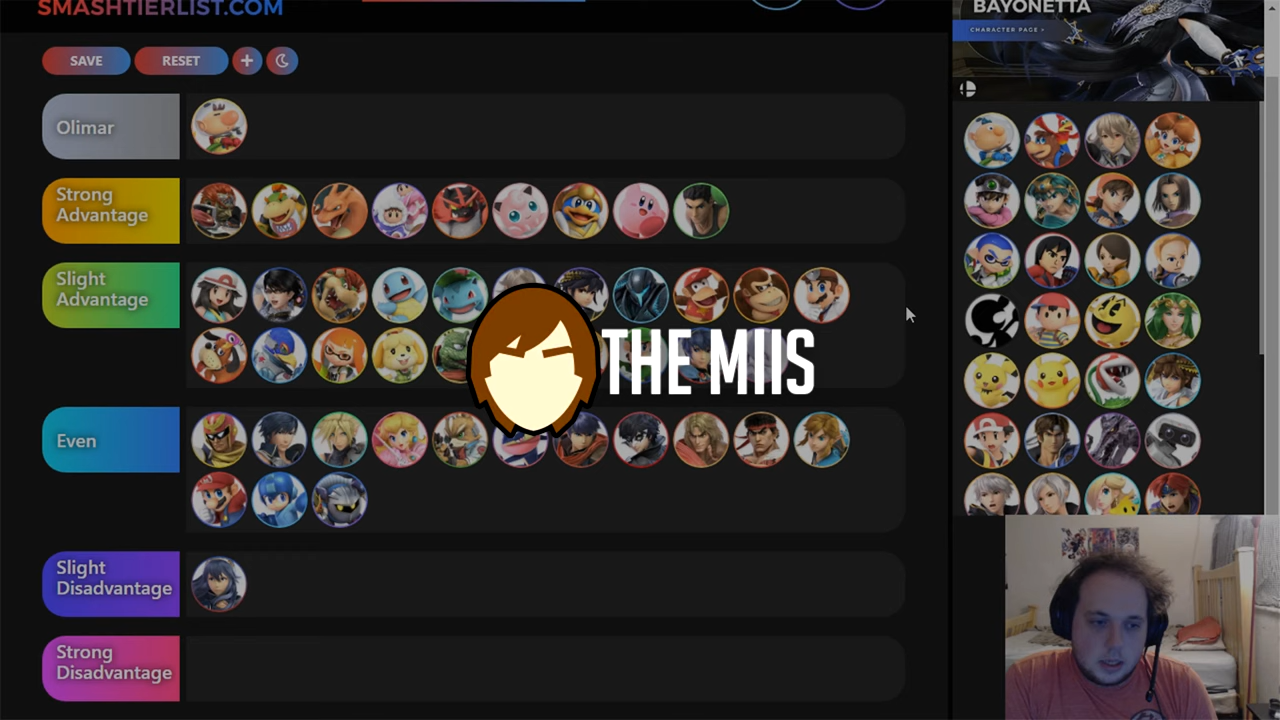 SMASHTIERLIST.COM
BAYONETTA
CHARACTER PAGE >
SAVE
RESET
+
Olimar
Strong
Advantage
Slight
Advantage
THE MIIS
Even
Slight
Disadvantage
Strong
Disadvantage